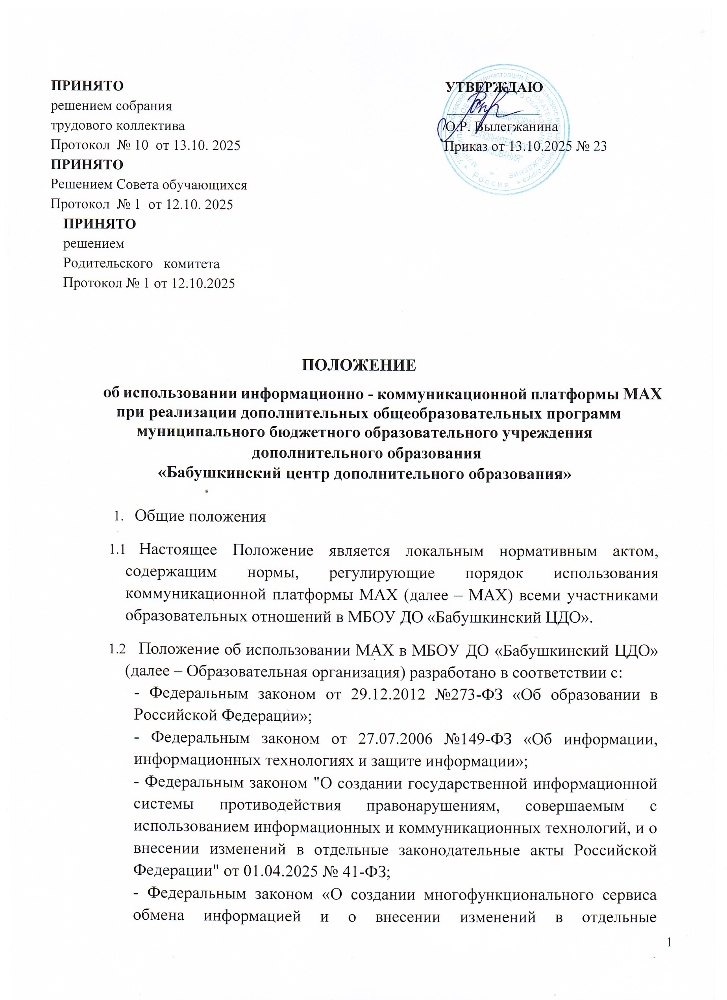 ПРИНЯТО
решением собрания
трудового коллектива
Протокол № 10 от 13.10. 2025
ПРИНЯТО
Решением Совета обучающихся
Протокол № 1 от 12.10. 2025
ПРИНЯТО
решением
Родительского комитета
Протокол № 1 от 12.10.2025
УТВЕРЖДАЮ
О.Р. Вылегжанина
Приказ от 13.10.2025 № 23
ДОПОЛНИТЕЛЬНОГО
Россия
ПОЛОЖЕНИЕ
об использовании информационно - коммуникационной платформы МАХ
при реализации дополнительных общеобразовательных программ
муниципального бюджетного образовательного учреждения
дополнительного образования
«Бабушкинский центр дополнительного образования»
1. Общие положения
1.1 Настоящее Положение является локальным нормативным актом,
содержащим нормы, регулирующие порядок использования
коммуникационной платформы МАХ (далее – МАХ) всеми участниками
образовательных отношений в МБОУ ДО «Бабушкинский ЦДО».
1.2 Положение об использовании МАХ в МБОУ ДО «Бабушкинский ЦДО»
(далее – Образовательная организация) разработано в соответствии с:
- Федеральным законом от 29.12.2012 №273-ФЗ «Об образовании в
Российской Федерации»;
- Федеральным законом от 27.07.2006 №149-ФЗ «Об информации,
информационных технологиях и защите информации»;
- Федеральным законом "О создании государственной информационной
системы противодействия правонарушениям, совершаемым с
использованием информационных и коммуникационных технологий, и о
внесении изменений в отдельные законодательные акты Российской
Федерации" от 01.04.2025 № 41-ФЗ;
- Федеральным законом «О создании многофункционального сервиса
обмена информацией и о внесении изменений в отдельные
1